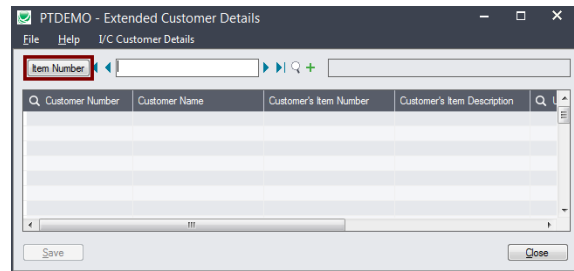 PTDEMO - Extended Customer Details
File Help I/C Customer Details
Item Number
Customer Number Customer Name Customer's Item Number Customer's Item Description
Save Close